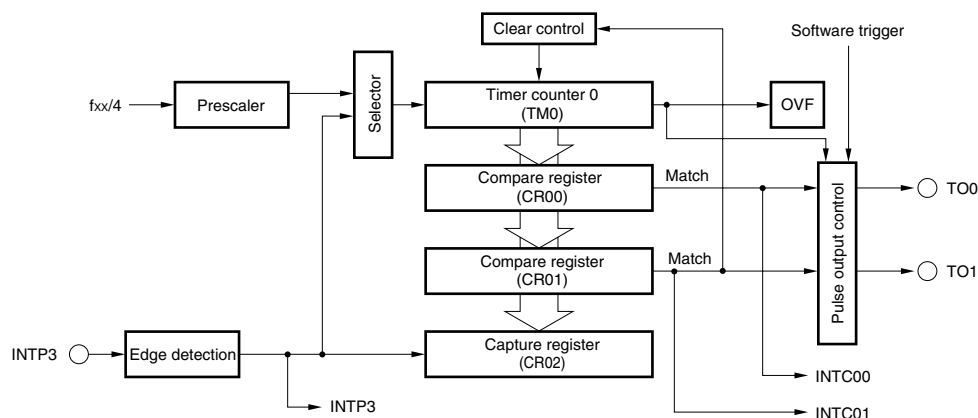 Clear control
Software trigger
fxx/4
Prescaler
Selector
Timer counter 0
(TM0)
OVF
Compare register
(CR00)
Match
TO0
Compare register
(CR01)
Match
Pulse output control
TO1
INTP3
Edge detection
Capture register
(CR02)
INTC00
INTP3
INTC01